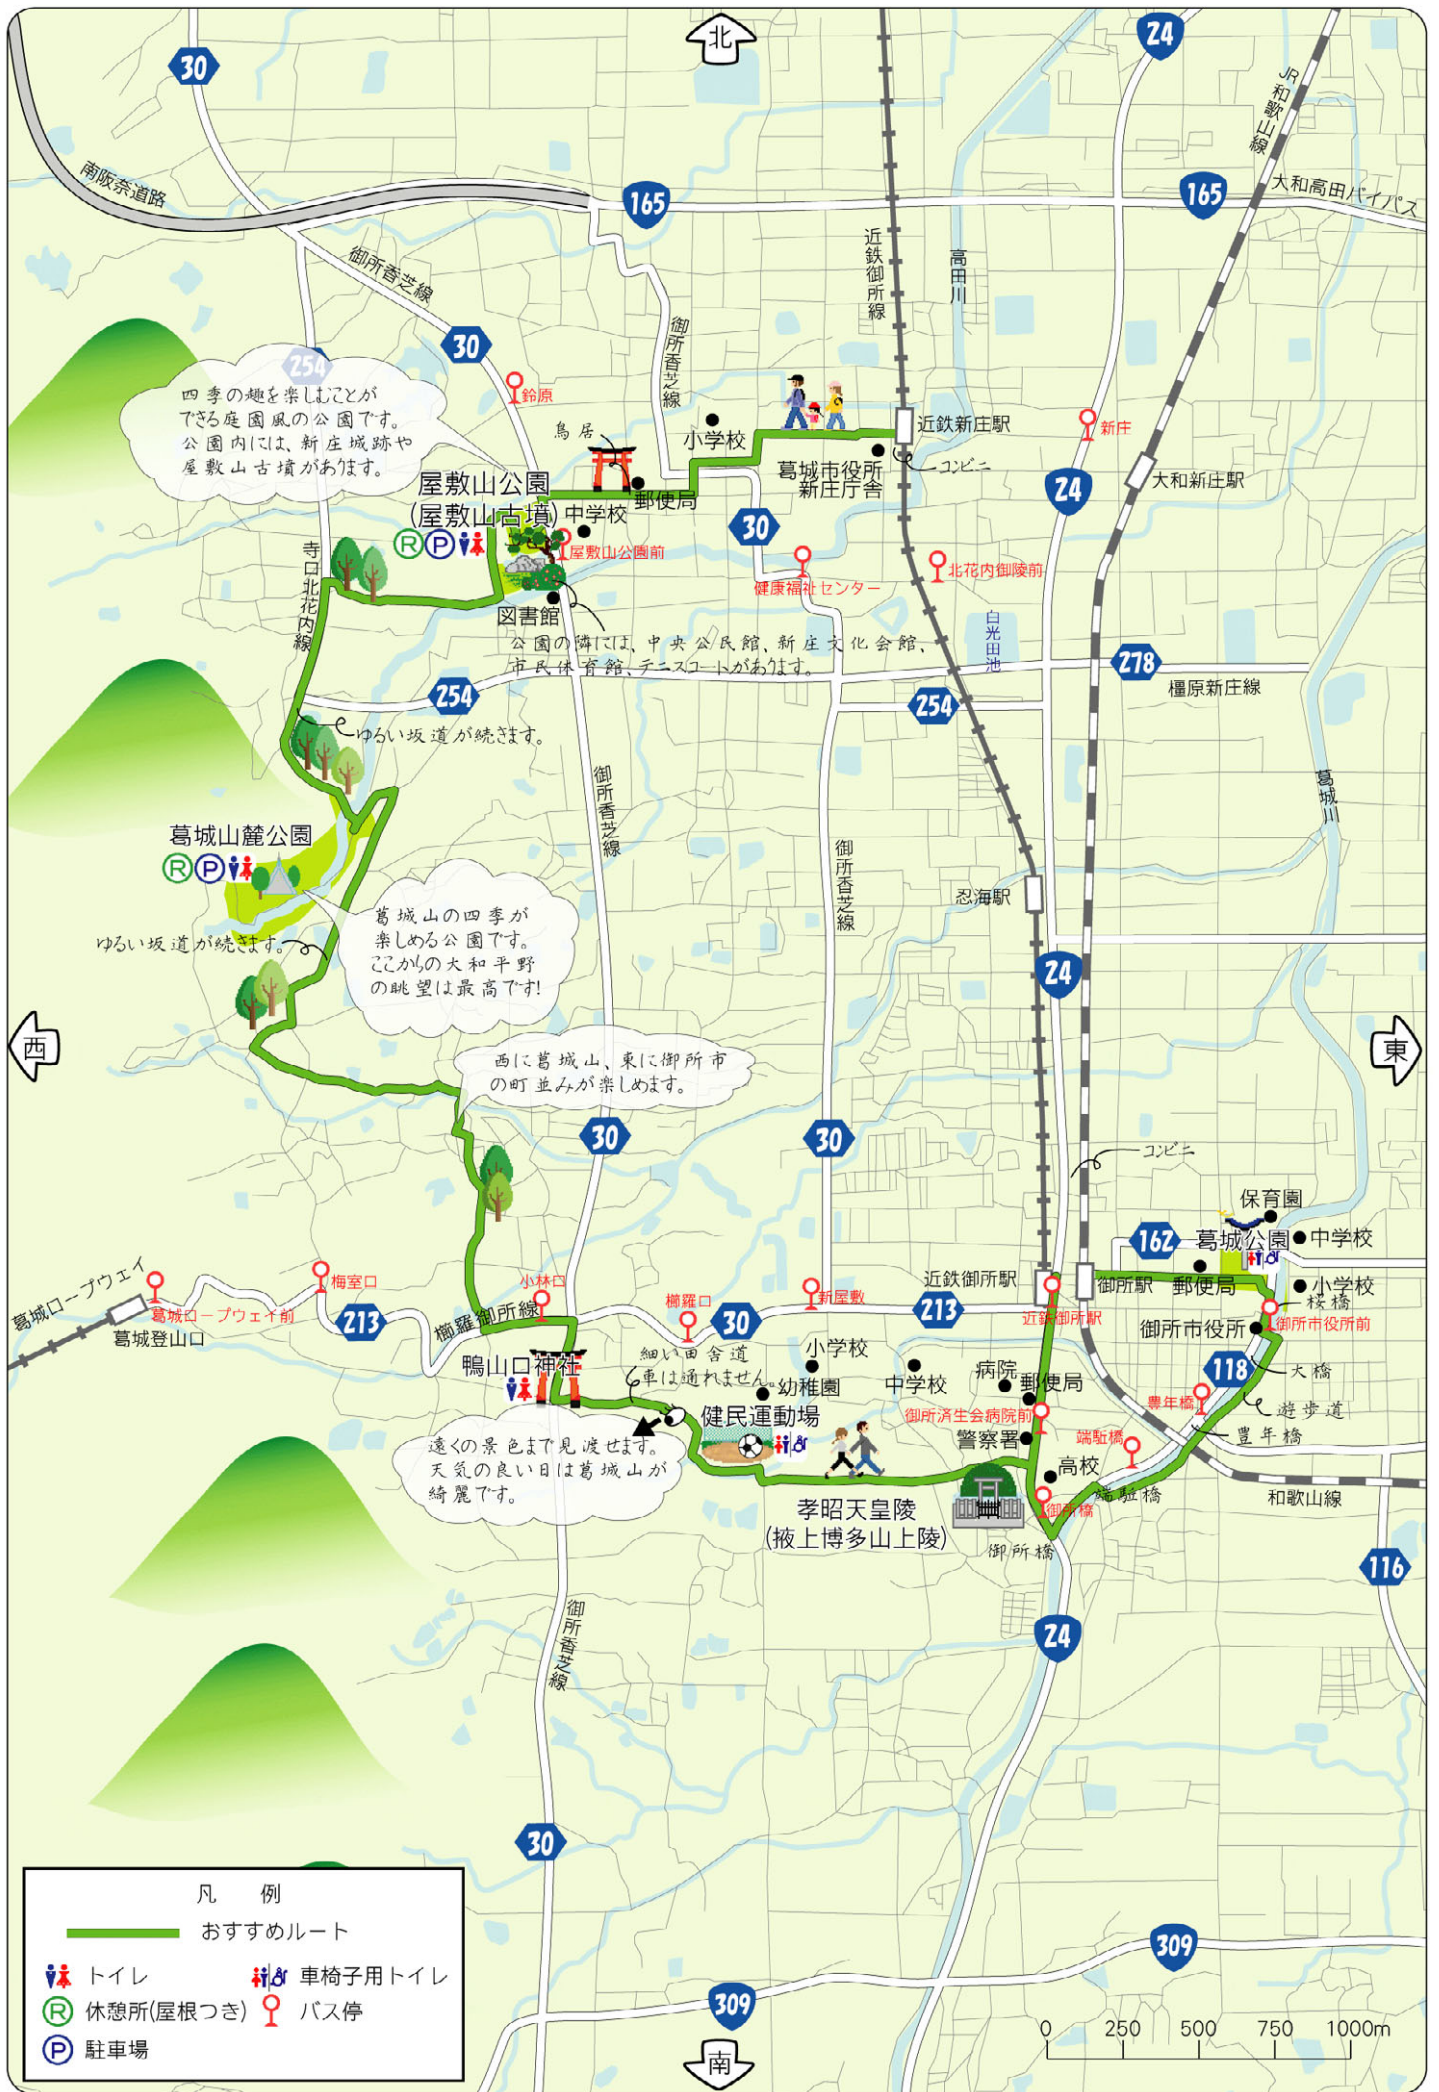 北
24
30
JR和歌山線
南阪奈道路
165
165
大和高田バイパス
近鉄御所線
高田川
御所香芝線
30
御所香芝線
254
鈴原
四季の趣を楽しむことが
できる庭園風の公園です。
公園内には、新庄城跡や
屋敷山古墳があります。
鳥居
小学校
近鉄新庄駅
新庄
コンビニ
葛城市役所
新庄庁舎
大和新庄駅
24
屋敷山公園
(屋敷山古墳)
郵便局
中学校
30
R P
屋敷山公園前
寺口北花内線
健康福祉センター
北花内御陵前
図書館
白光田池
公園の隣には、中央公民館、新庄文化会館、
市民体育館、テニスコートがあります。
278
橿原新庄線
254
254
ゆるい坂道が続きます。
御所香芝線
葛城川
葛城山麓公園
R P
御所香芝線
忍海駅
葛城山の四季が
楽しめる公園です。
ここからの大和平野
の眺望は最高です!
ゆるい坂道が続きます。
24
西
東
西に葛城山、東に御所市
の町並みが楽しめます。
30
30
コンビニ
保育園
162
葛城公園
中学校
葛城ロープウェイ
梅室口
葛城ロープウェイ前
葛城登山口
小林口
近鉄御所駅
御所駅
郵便局
小学校
新屋敷
213
櫛羅御所線
櫛羅口
30
213
近鉄御所駅
桜橋
御所市役所前
御所市役所
鴨山口神社
細い田舎道
車は通れません。
小学校
幼稚園
中学校
病院
郵便局
118
大橋
豊年橋
遊歩道
健民運動場
御所済生会病院前
警察署
端駈橋
豊年橋
遠くの景色まで見渡せます。
天気の良い日は葛城山が
綺麗です。
高校
端駈橋
和歌山線
孝昭天皇陵
(掖上博多山上陵)
御所橋
御所橋
116
御所香芝線
24
30
凡例
おすすめルート
トイレ
車椅子用トイレ
R 休憩所(屋根つき)
バス停
P 駐車場
309
309
0 250 500 750 1000m
南